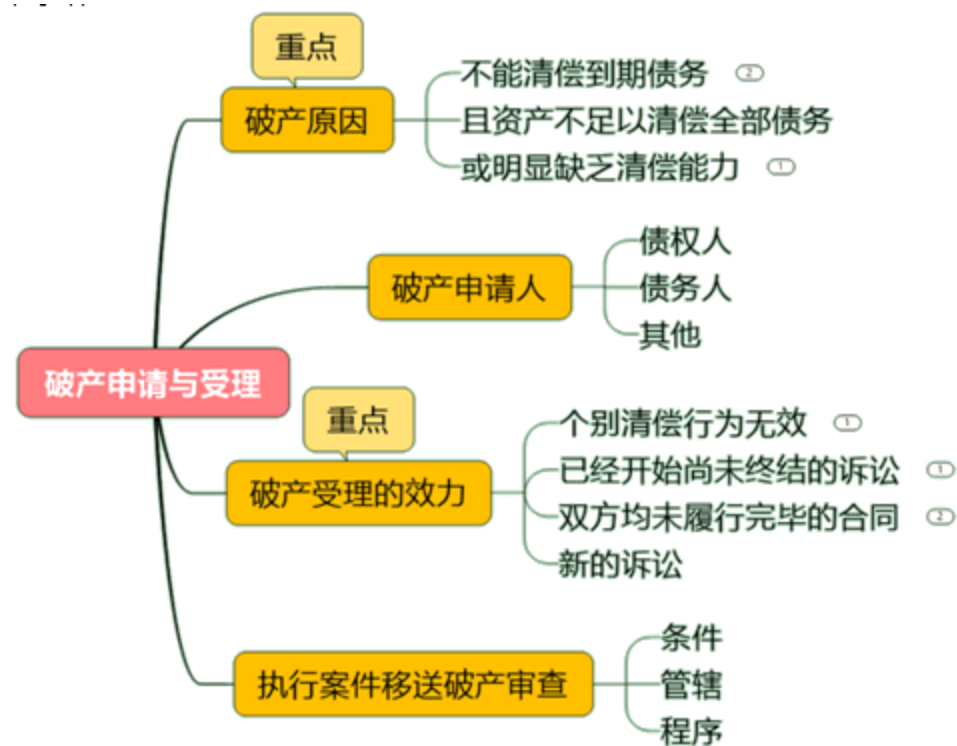 重点
破产原因
不能清偿到期债务 2
且资产不足以清偿全部债务
或明显缺乏清偿能力 1
破产申请人
债权人
债务人
其他
破产申请与受理
重点
破产受理的效力
个别清偿行为无效 1
已经开始尚未终结的诉讼 1
双方均未履行完毕的合同 2
新的诉讼
执行案件移送破产审查
条件
管辖
程序